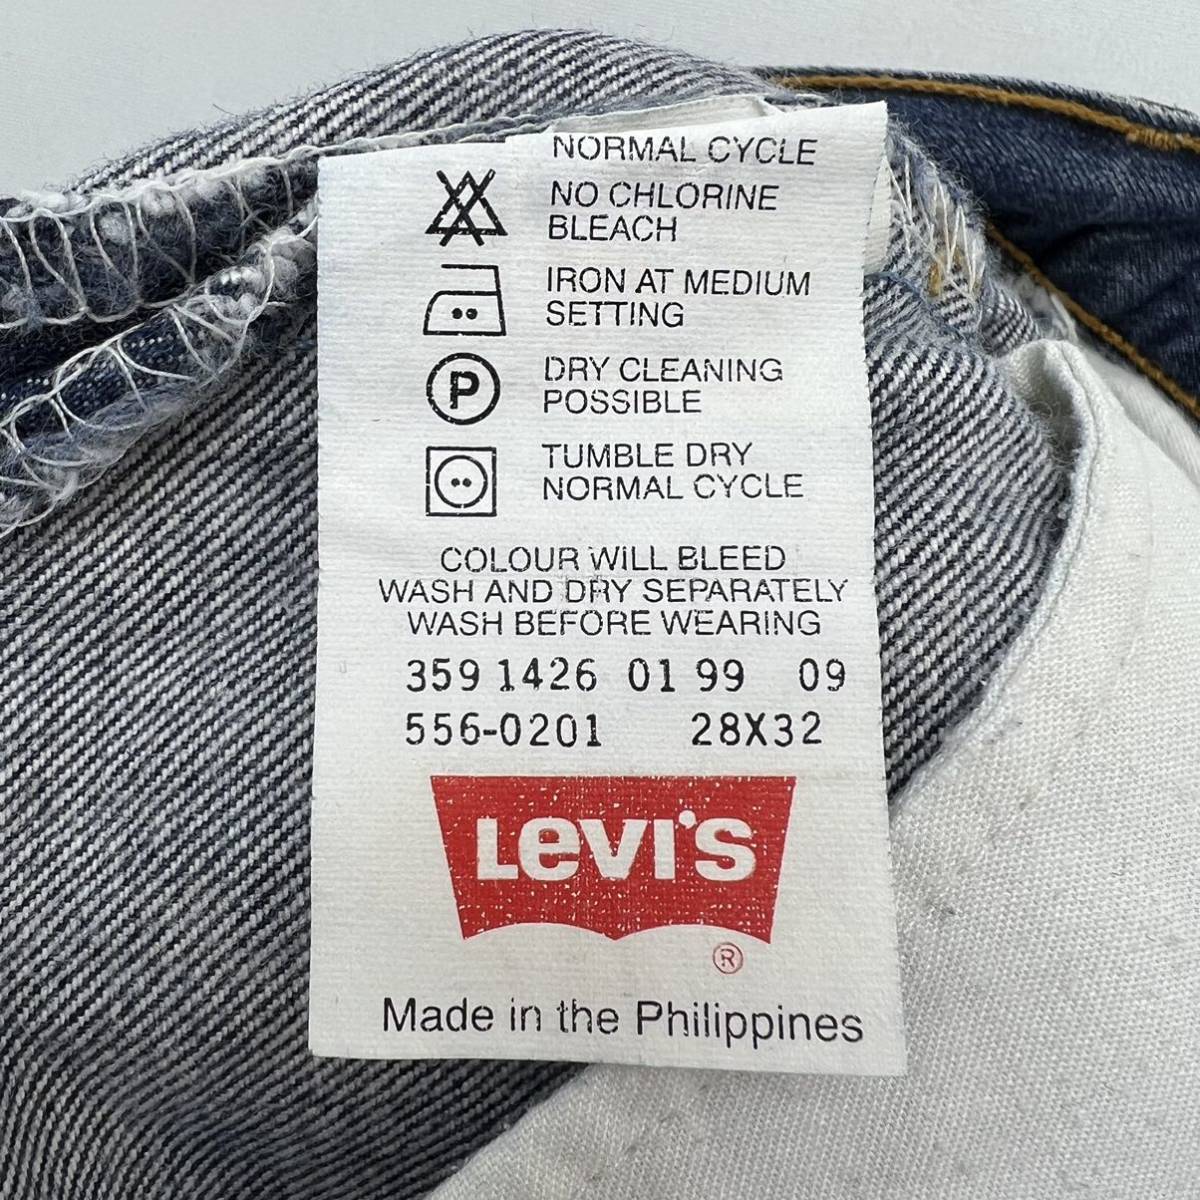 NORMAL CYCLE
NO CHLORINE
BLEACH
IRON AT MEDIUM
SETTING
P
DRY CLEANING
POSSIBLE
TUMBLE DRY
NORMAL CYCLE
COLOUR WILL BLEED
WASH AND DRY SEPARATELY
WASH BEFORE WEARING
359 1426 01 99 09
556-0201 28X32
LEVI'S
®
Made in the Philippines